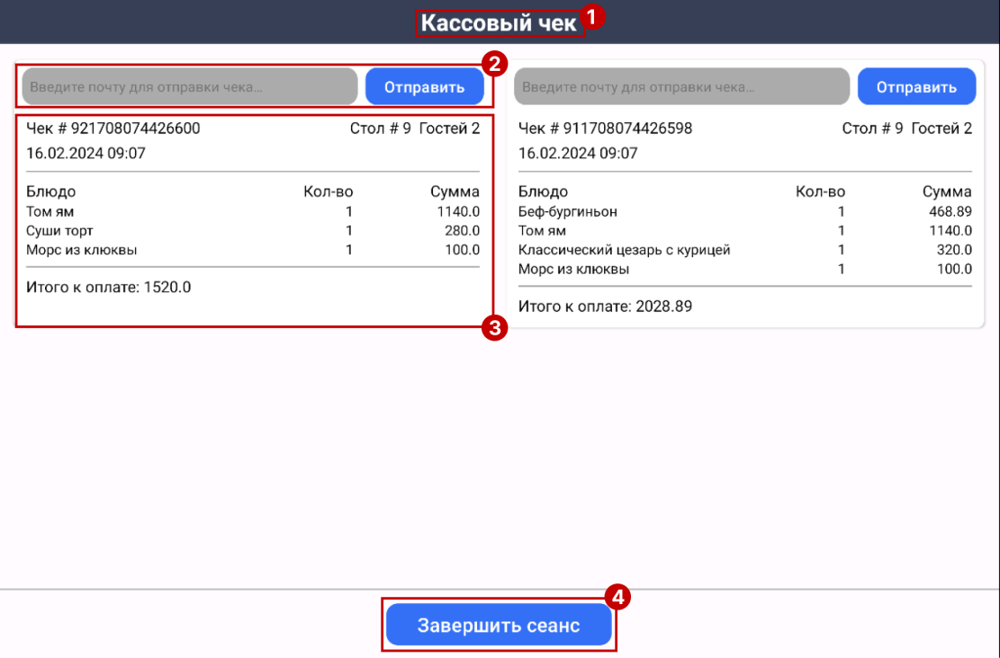 Кассовый чек 1
2
Введите почту для отправки чека... Отправить
Чек # 921708074426600 Стол # 9 Гостей 2
16.02.2024 09:07
Блюдо Кол-во Сумма
Том ям 1 1140.0
Суши торт 1 280.0
Морс из клюквы 1 100.0
Итого к оплате: 1520.0
3
Введите почту для отправки чека... Отправить
Чек # 911708074426598 Стол # 9 Гостей 2
16.02.2024 09:07
Блюдо Кол-во Сумма
Беф-бургиньон 1 468.89
Том ям 1 1140.0
Классический цезарь с курицей 1 320.0
Морс из клюквы 1 100.0
Итого к оплате: 2028.89
4
Завершить сеанс